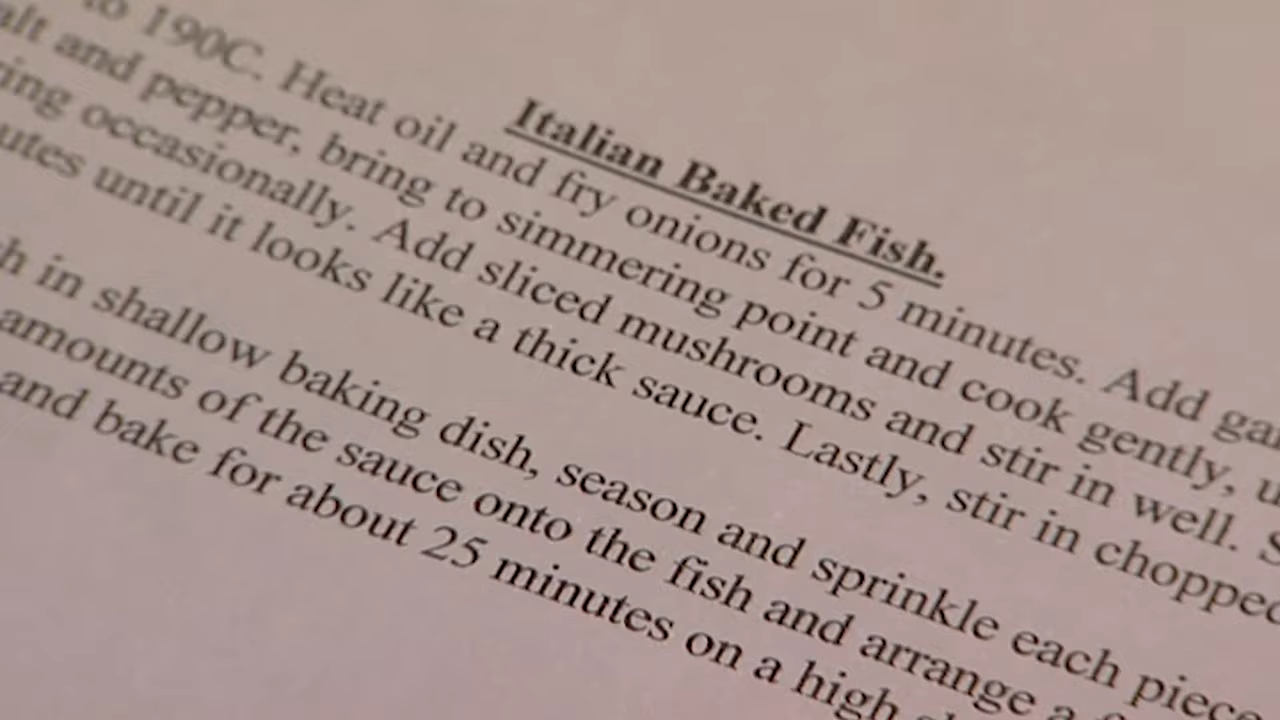 Italian Baked Fish.
to 190C. Heat oil and fry onions for 5 minutes. Add
and pepper, bring to simmering point and cook gently,
occasionally. Add sliced mushrooms and stir in well.
until it looks like a thick sauce. Lastly, stir in chopped
in shallow baking dish, season and sprinkle each piece
amounts of the sauce onto the fish and arrange a
and bake for about 25 minutes on a high